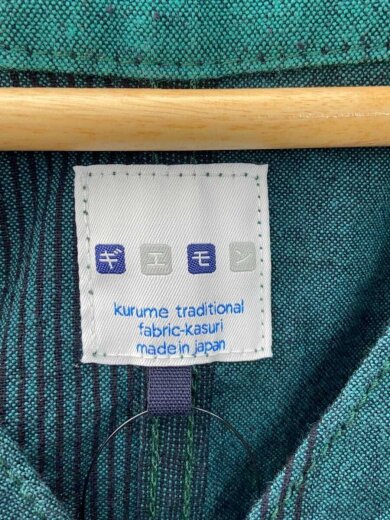 ギエモン
kurume traditional
fabric-kasuri
made in japan